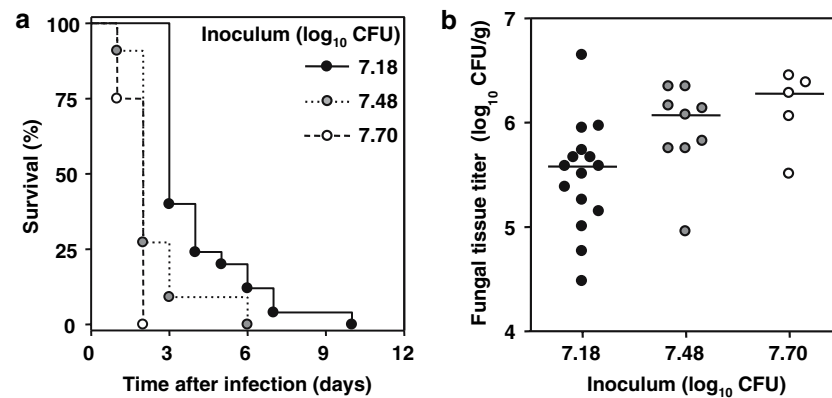 a
Inoculum (log10 CFU)
7.18
7.48
7.70
100
75
50
25
0
Survival (%)
0 3 6 9 12
Time after infection (days)
b
7
6
5
4
Fungal tissue titer (log10 CFU/g)
7.18 7.48 7.70
Inoculum (log10 CFU)